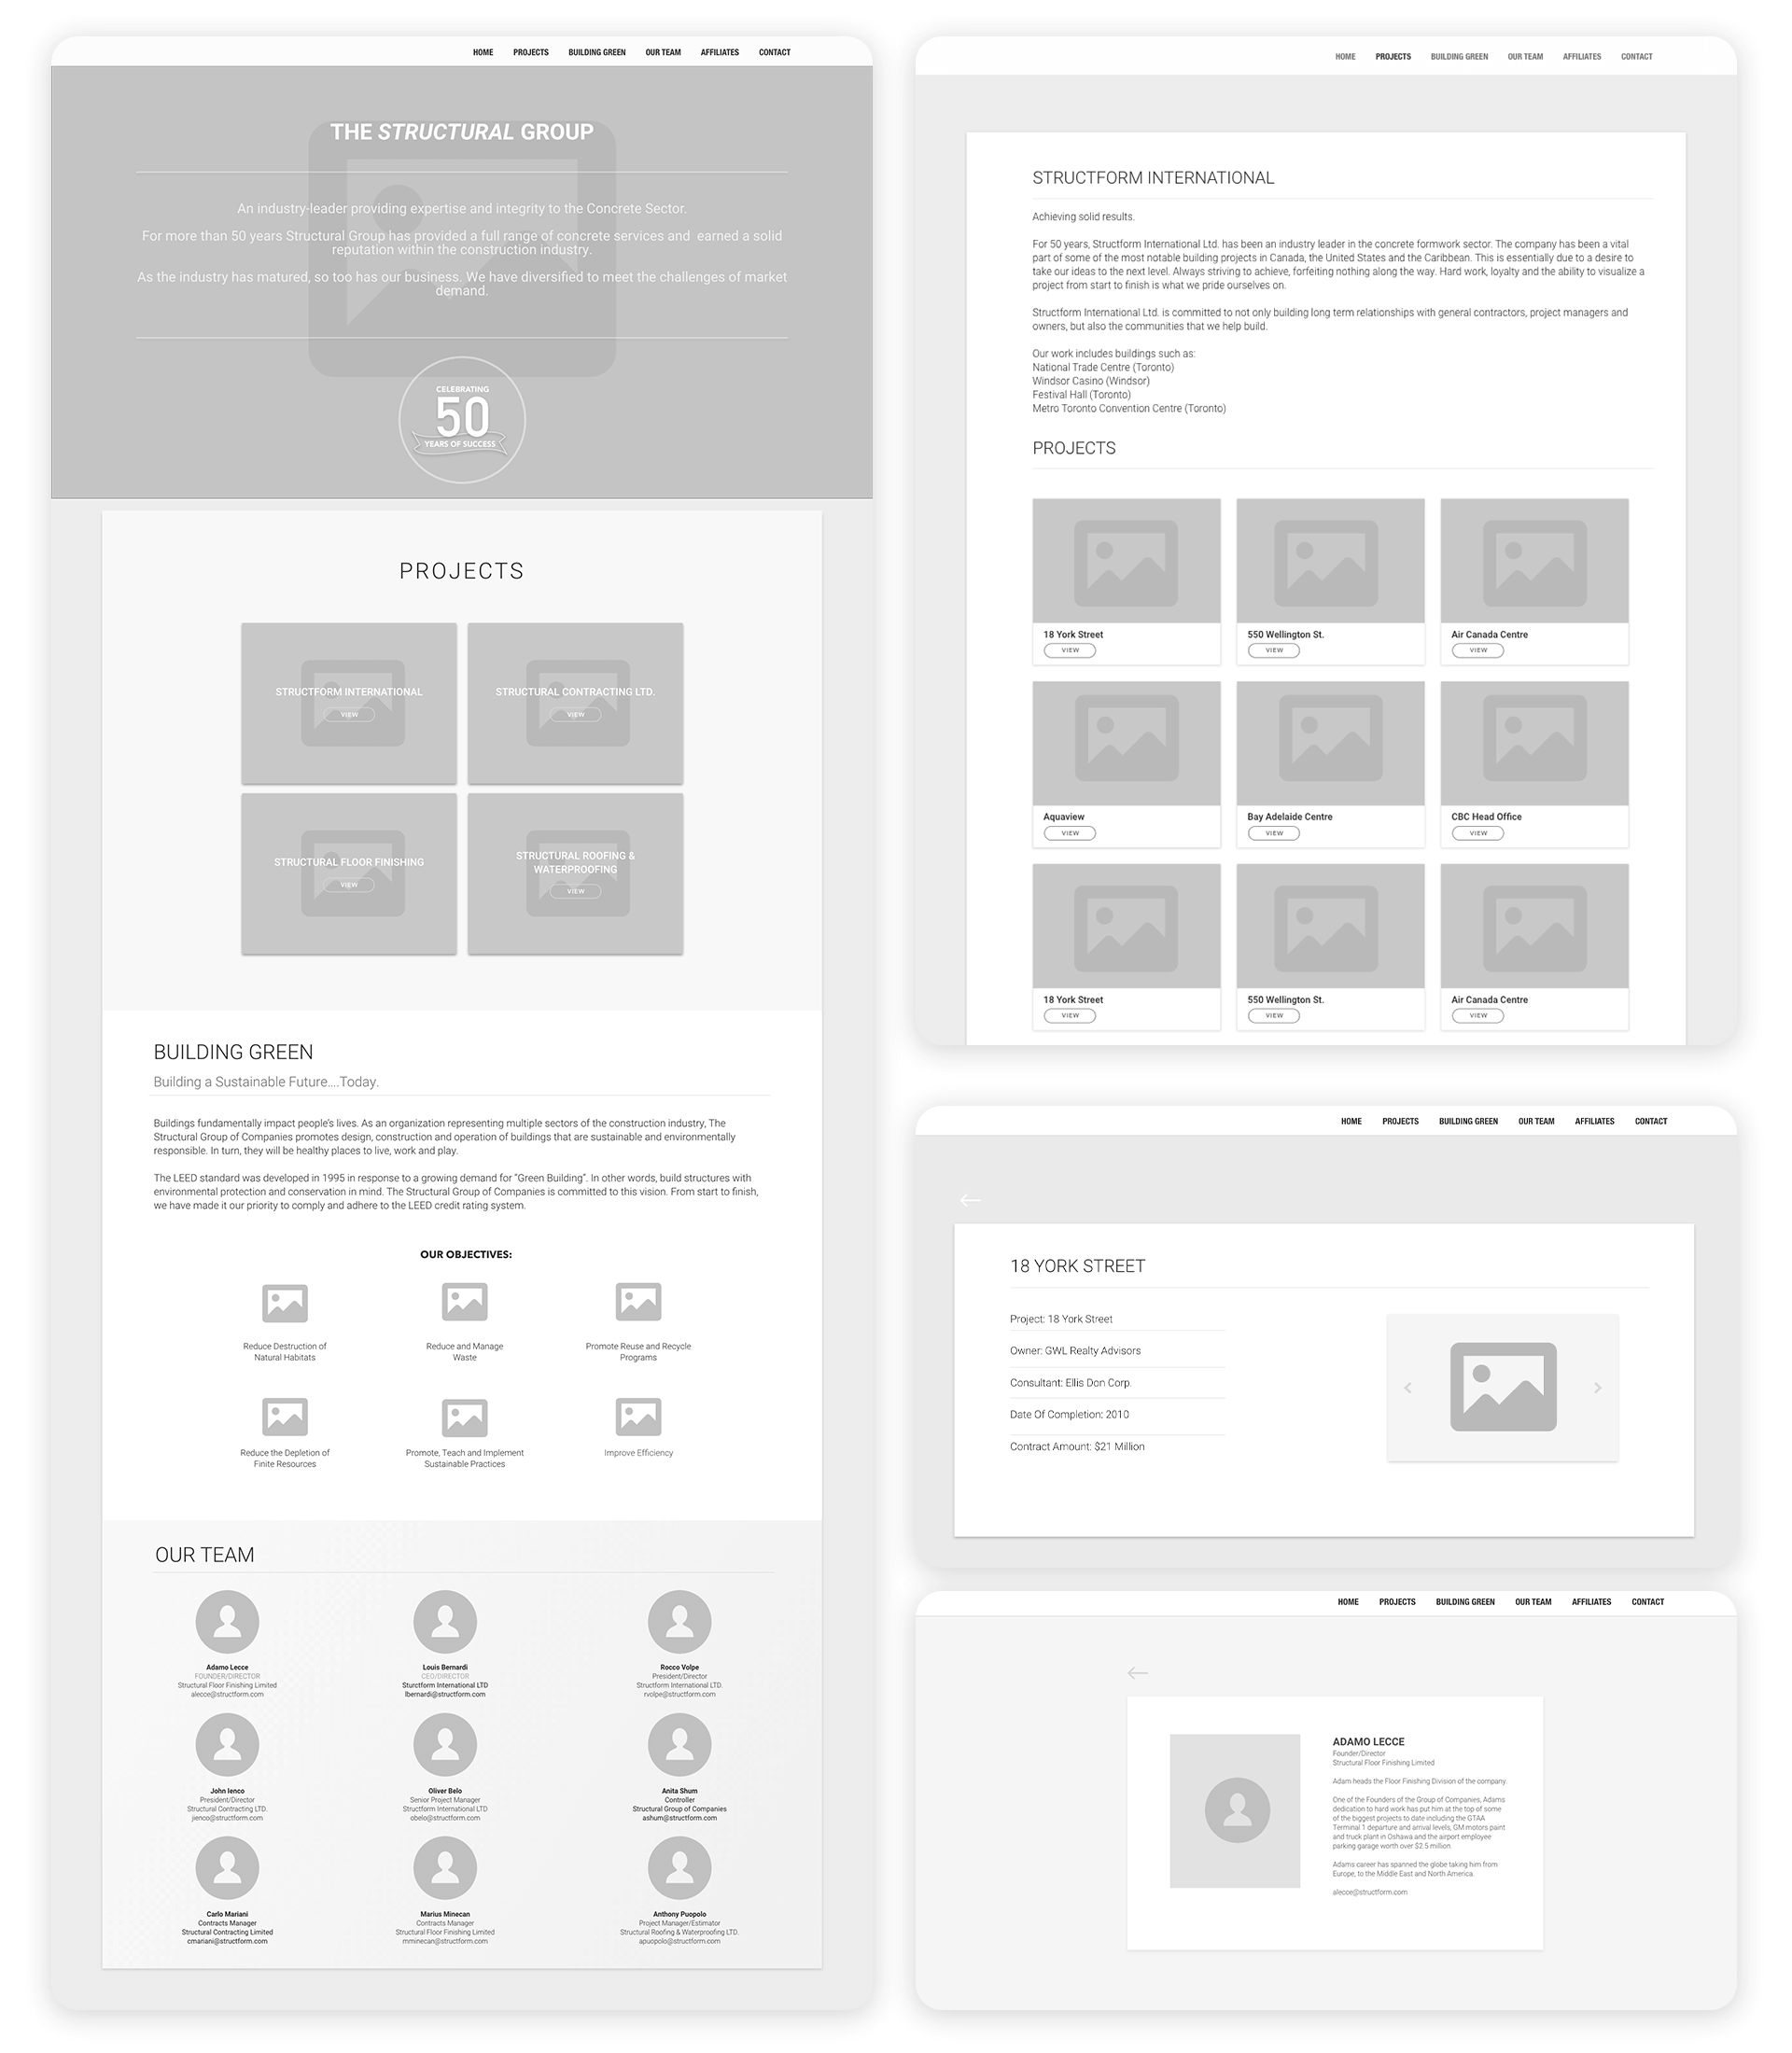 HOME PROJECTS BUILDING GREEN OUR TEAM AFFILIATES CONTACT
THE STRUCTURAL GROUP
An industry-leader providing expertise and integrity to the Concrete Sector.
For more than 50 years Structural Group has provided a full range of concrete services and earned a solid
reputation within the construction industry.
As the industry has matured, so too has our business. We have diversified to meet the challenges of market
demand.
CELEBRATING
50
YEARS OF SUCCESS
PROJECTS
STRUCTFORM INTERNATIONAL
VIEW
STRUCTURAL CONTRACTING LTD.
VIEW
STRUCTURAL FLOOR FINISHING
VIEW
STRUCTURAL ROOFING &
WATERPROOFING
VIEW
BUILDING GREEN
Building a Sustainable Future....Today.
Buildings fundamentally impact people's lives. As an organization representing multiple sectors of the construction industry, The
Structural Group of Companies promotes design, construction and operation of buildings that are sustainable and environmentally
responsible. In turn, they will be healthy places to live, work and play.
The LEED standard was developed in 1995 in response to a growing demand for “Green Building”. In other words, build structures with
environmental protection and conservation in mind. The Structural Group of Companies is committed to this vision. From start to finish,
we have made it our priority to comply and adhere to the LEED credit rating system.
OUR OBJECTIVES:
Reduce Destruction of
Natural Habitats
Reduce and Manage
Waste
Promote Reuse and Recycle
Programs
Reduce the Depletion of
Finite Resources
Promote, Teach and Implement
Sustainable Practices
Improve Efficiency
OUR TEAM
Adamo Lecce
FOUNDER/DIRECTOR
Structural Floor Finishing Limited
alecce@structform.com
Louis Bernardi
CEO/DIRECTOR
Sturctform International LTD
lbernardi@structform.com
Rocco Volpe
President/Director
Structform International LTD.
rvolpe@structform.com
John Ienco
President/Director
Structural Contracting LTD.
jienco@structform.com
Oliver Belo
Senior Project Manager
Structform International LTD
obelo@structform.com
Anita Shum
Controller
Structural Group of Companies
ashum@structform.com
Carlo Mariani
Contracts Manager
Structural Contracting Limited
cmariani@structform.com
Marius Minecan
Contracts Manager
Structural Floor Finishing Limited
mminecan@structform.com
Anthony Puopolo
Project Manager/Estimator
Structural Roofing & Waterproofing LTD.
apuopolo@structform.com
HOME PROJECTS BUILDING GREEN OUR TEAM AFFILIATES CONTACT
STRUCTFORM INTERNATIONAL
Achieving solid results.
For 50 years, Structform International Ltd. has been an industry leader in the concrete formwork sector. The company has been a vital
part of some of the most notable building projects in Canada, the United States and the Caribbean. This is essentially due to a desire to
take our ideas to the next level. Always striving to achieve, forfeiting nothing along the way. Hard work, loyalty and the ability to visualize a
project from start to finish is what we pride ourselves on.
Structform International Ltd. is committed to not only building long term relationships with general contractors, project managers and
owners, but also the communities that we help build.
Our work includes buildings such as:
National Trade Centre (Toronto)
Windsor Casino (Windsor)
Festival Hall (Toronto)
Metro Toronto Convention Centre (Toronto)
PROJECTS
18 York Street
VIEW
550 Wellington St.
VIEW
Air Canada Centre
VIEW
Aquaview
VIEW
Bay Adelaide Centre
VIEW
CBC Head Office
VIEW
18 York Street
VIEW
550 Wellington St.
VIEW
Air Canada Centre
VIEW
HOME PROJECTS BUILDING GREEN OUR TEAM AFFILIATES CONTACT
18 YORK STREET
Project: 18 York Street
Owner: GWL Realty Advisors
Consultant: Ellis Don Corp.
Date Of Completion: 2010
Contract Amount: $21 Million
HOME PROJECTS BUILDING GREEN OUR TEAM AFFILIATES CONTACT
ADAMO LECCE
Founder/Director
Structural Floor Finishing Limited
Adam heads the Floor Finishing Division of the company.
One of the Founders of the Group of Companies, Adams
dedication to hard work has put him at the top of some
of the biggest projects to date including the GTAA
Terminal 1 departure and arrival levels, GM motors paint
and truck plant in Oshawa and the airport employee
parking garage worth over $2.5 million.
Adams career has spanned the globe taking him from
Europe, to the Middle East and North America.
alecce@structform.com